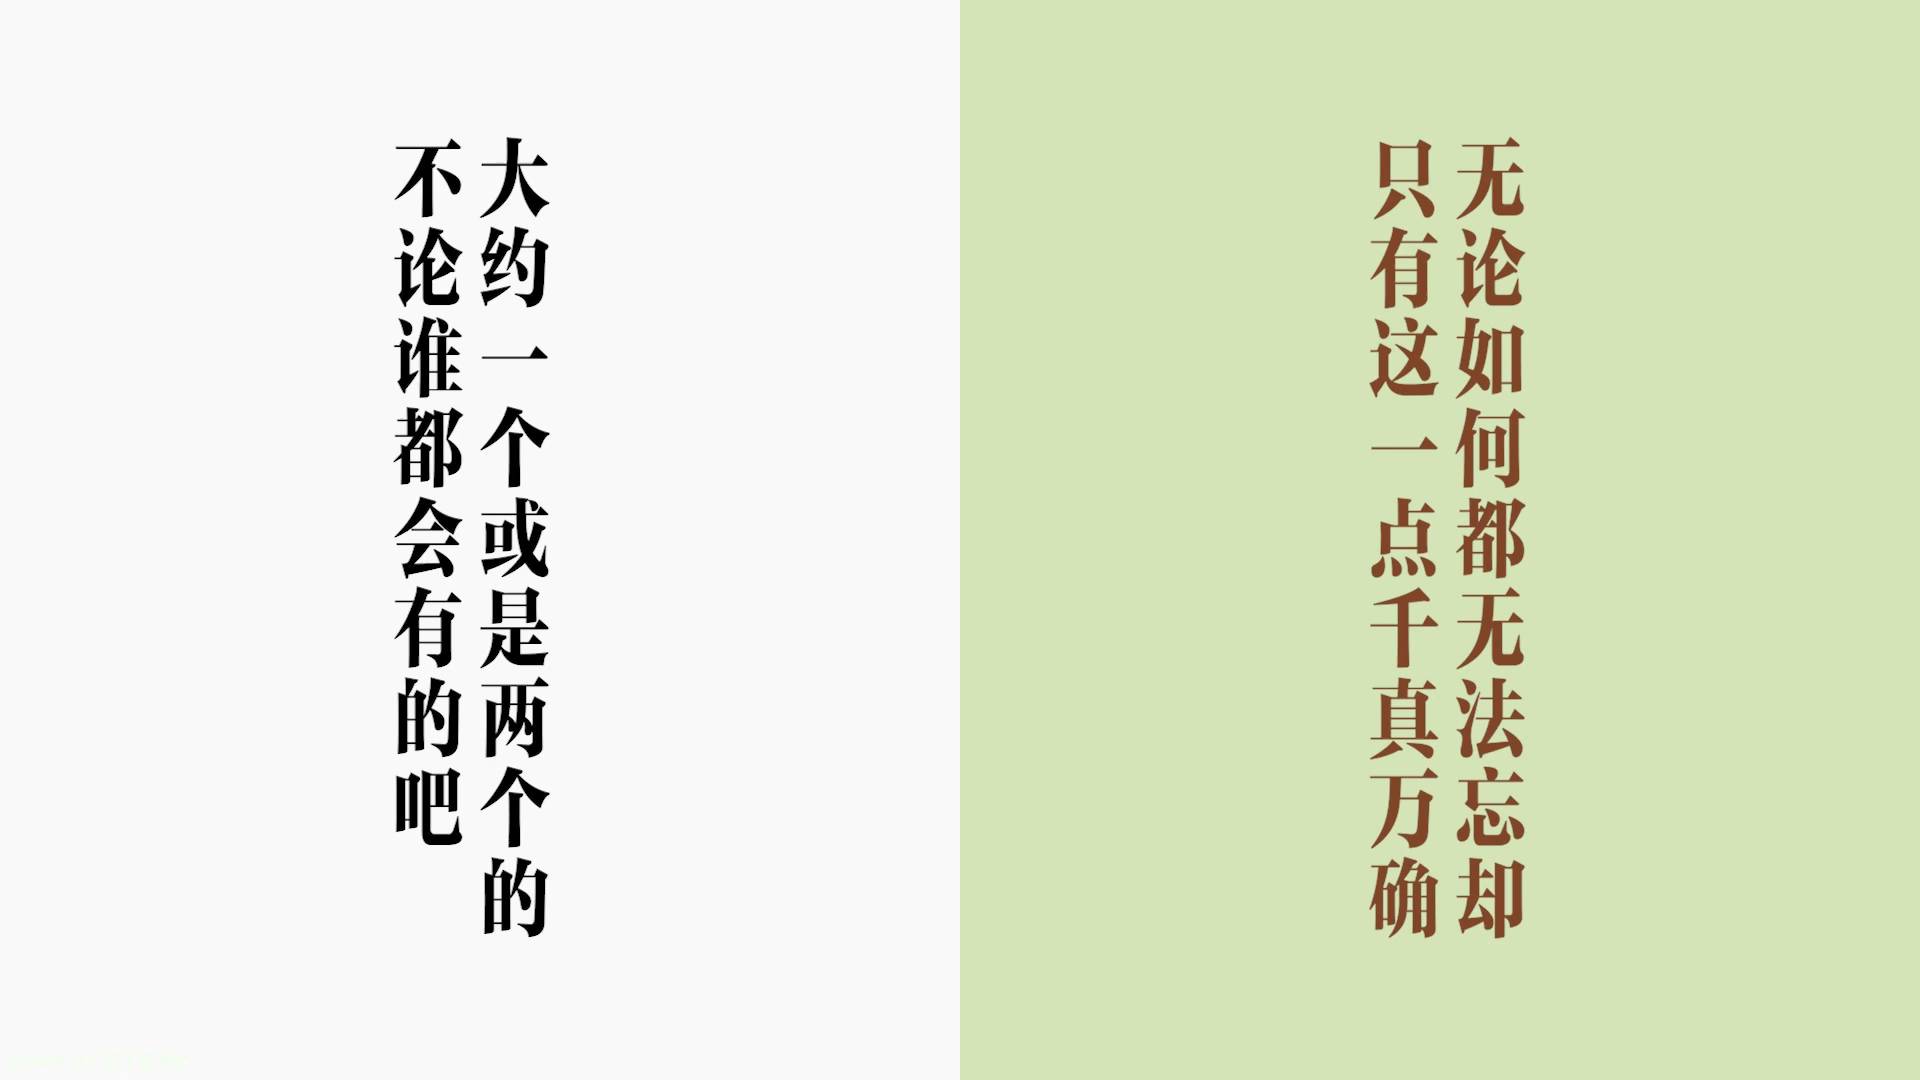 大约一个或是两个的
不论谁都会有的吧
无论如何都无法忘却
只有这一点千真万确